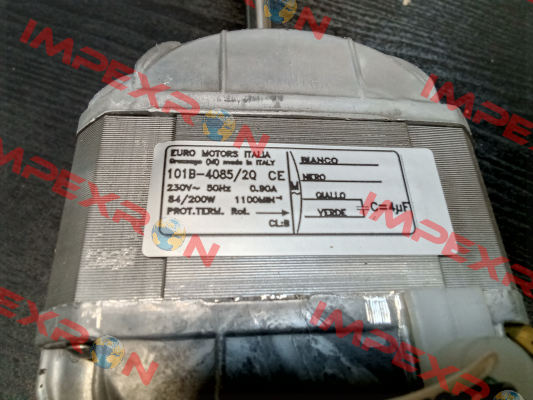 IMPEXRON
EURO MOTORS ITALIA
Grezzago (MI) made in ITALY
101B-4085/2Q CE
230V~ 50Hz 0.90A
84/200W 1100MIN⁻¹
PROT.TERM. Rol.
CL:B
M
BIANCO
NERO
GIALLO
VERDE
C=4µF
IMPEXRON
IMPEXRON